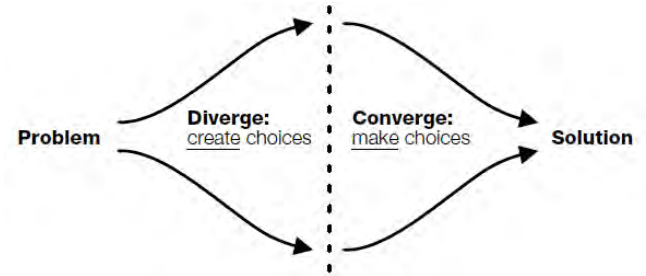 Diverge:
create choices
Converge:
make choices
Problem
Solution